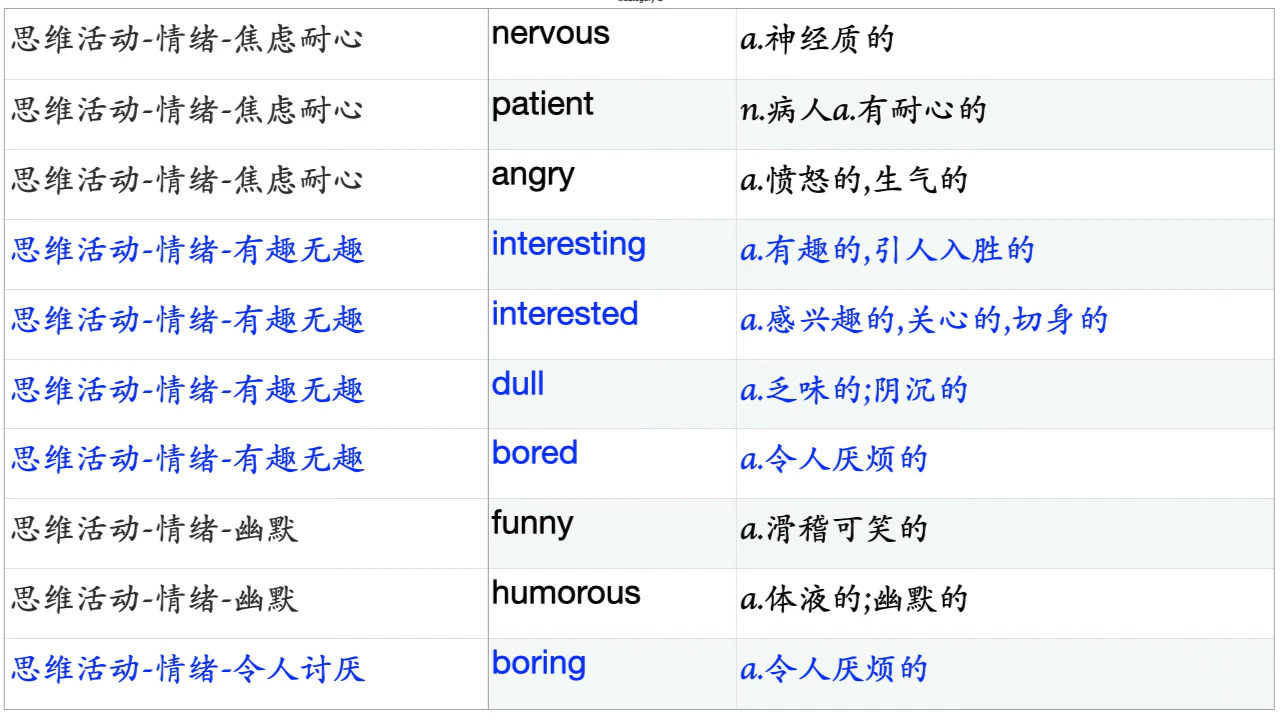 思维活动-情绪-焦虑耐心 nervous a.神经质的
思维活动-情绪-焦虑耐心 patient n.病人a.有耐心的
思维活动-情绪-焦虑耐心 angry a.愤怒的,生气的
思维活动-情绪-有趣无趣 interesting a.有趣的,引人入胜的
思维活动-情绪-有趣无趣 interested a.感兴趣的,关心的,切身的
思维活动-情绪-有趣无趣 dull a.乏味的;阴沉的
思维活动-情绪-有趣无趣 bored a.令人厌烦的
思维活动-情绪-幽默 funny a.滑稽可笑的
思维活动-情绪-幽默 humorous a.体液的;幽默的
思维活动-情绪-令人讨厌 boring a.令人厌烦的